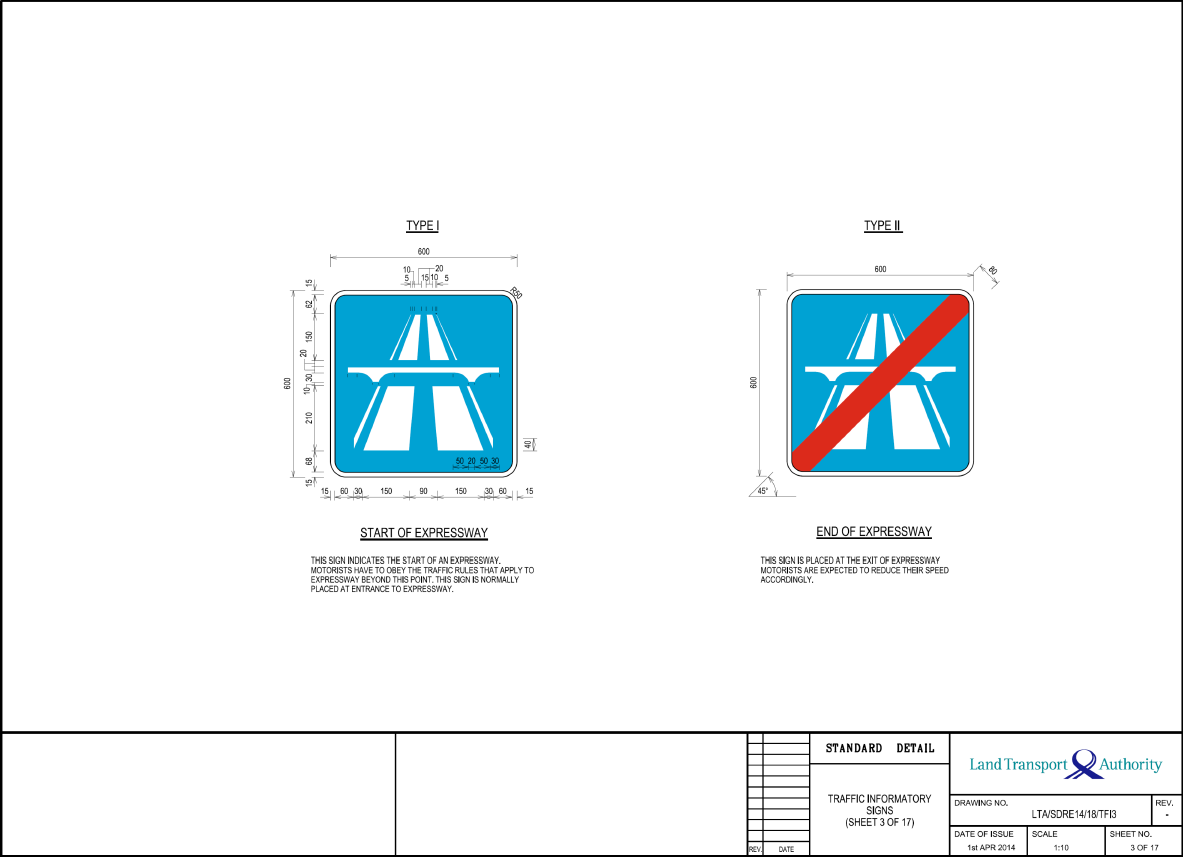 TYPE I
600
10 20
5 15 10 5
R50
15
62
150
20
30
10
600
210
68
15
40
50 20 50 30
15 60 30 150 90 150 30 60 15
START OF EXPRESSWAY
THIS SIGN INDICATES THE START OF AN EXPRESSWAY.
MOTORISTS HAVE TO OBEY THE TRAFFIC RULES THAT APPLY TO
EXPRESSWAY BEYOND THIS POINT. THIS SIGN IS NORMALLY
PLACED AT ENTRANCE TO EXPRESSWAY.
TYPE II
600
80
600
45°
END OF EXPRESSWAY
THIS SIGN IS PLACED AT THE EXIT OF EXPRESSWAY
MOTORISTS ARE EXPECTED TO REDUCE THEIR SPEED
ACCORDINGLY.
REV. DATE
STANDARD DETAIL
TRAFFIC INFORMATORY
SIGNS
(SHEET 3 OF 17)
Land Transport Authority
DRAWING NO. REV.
LTA/SDRE14/18/TFI3 -
DATE OF ISSUE SCALE SHEET NO.
1st APR 2014 1:10 3 OF 17